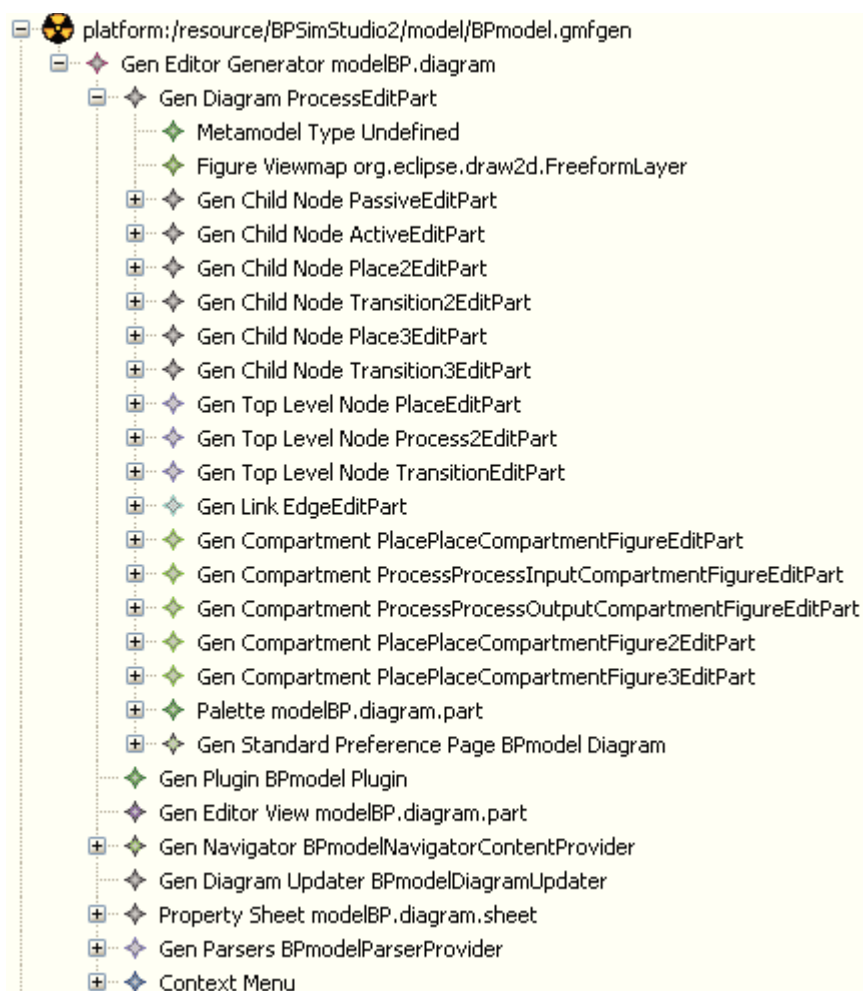 platform:/resource/BPSimStudio2/model/BPmodel.gmfgen
Gen Editor Generator modelBP.diagram
Gen Diagram ProcessEditPart
Metamodel Type Undefined
Figure Viewmap org.eclipse.draw2d.FreeformLayer
Gen Child Node PassiveEditPart
Gen Child Node ActiveEditPart
Gen Child Node Place2EditPart
Gen Child Node Transition2EditPart
Gen Child Node Place3EditPart
Gen Child Node Transition3EditPart
Gen Top Level Node PlaceEditPart
Gen Top Level Node Process2EditPart
Gen Top Level Node TransitionEditPart
Gen Link EdgeEditPart
Gen Compartment PlacePlaceCompartmentFigureEditPart
Gen Compartment ProcessProcessInputCompartmentFigureEditPart
Gen Compartment ProcessProcessOutputCompartmentFigureEditPart
Gen Compartment PlacePlaceCompartmentFigure2EditPart
Gen Compartment PlacePlaceCompartmentFigure3EditPart
Palette modelBP.diagram.part
Gen Standard Preference Page BPmodel Diagram
Gen Plugin BPmodel Plugin
Gen Editor View modelBP.diagram.part
Gen Navigator BPmodelNavigatorContentProvider
Gen Diagram Updater BPmodelDiagramUpdater
Property Sheet modelBP.diagram.sheet
Gen Parsers BPmodelParserProvider
Context Menu